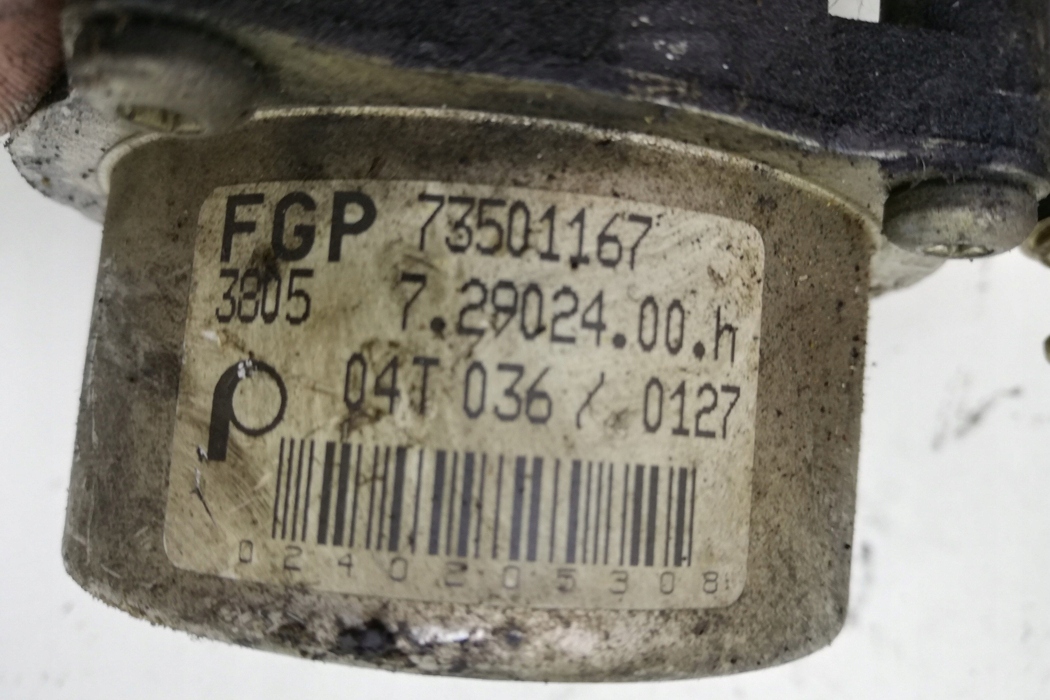 FGP 73501167
3805 7.29024.00.h
04T 036 / 0127
0240205308